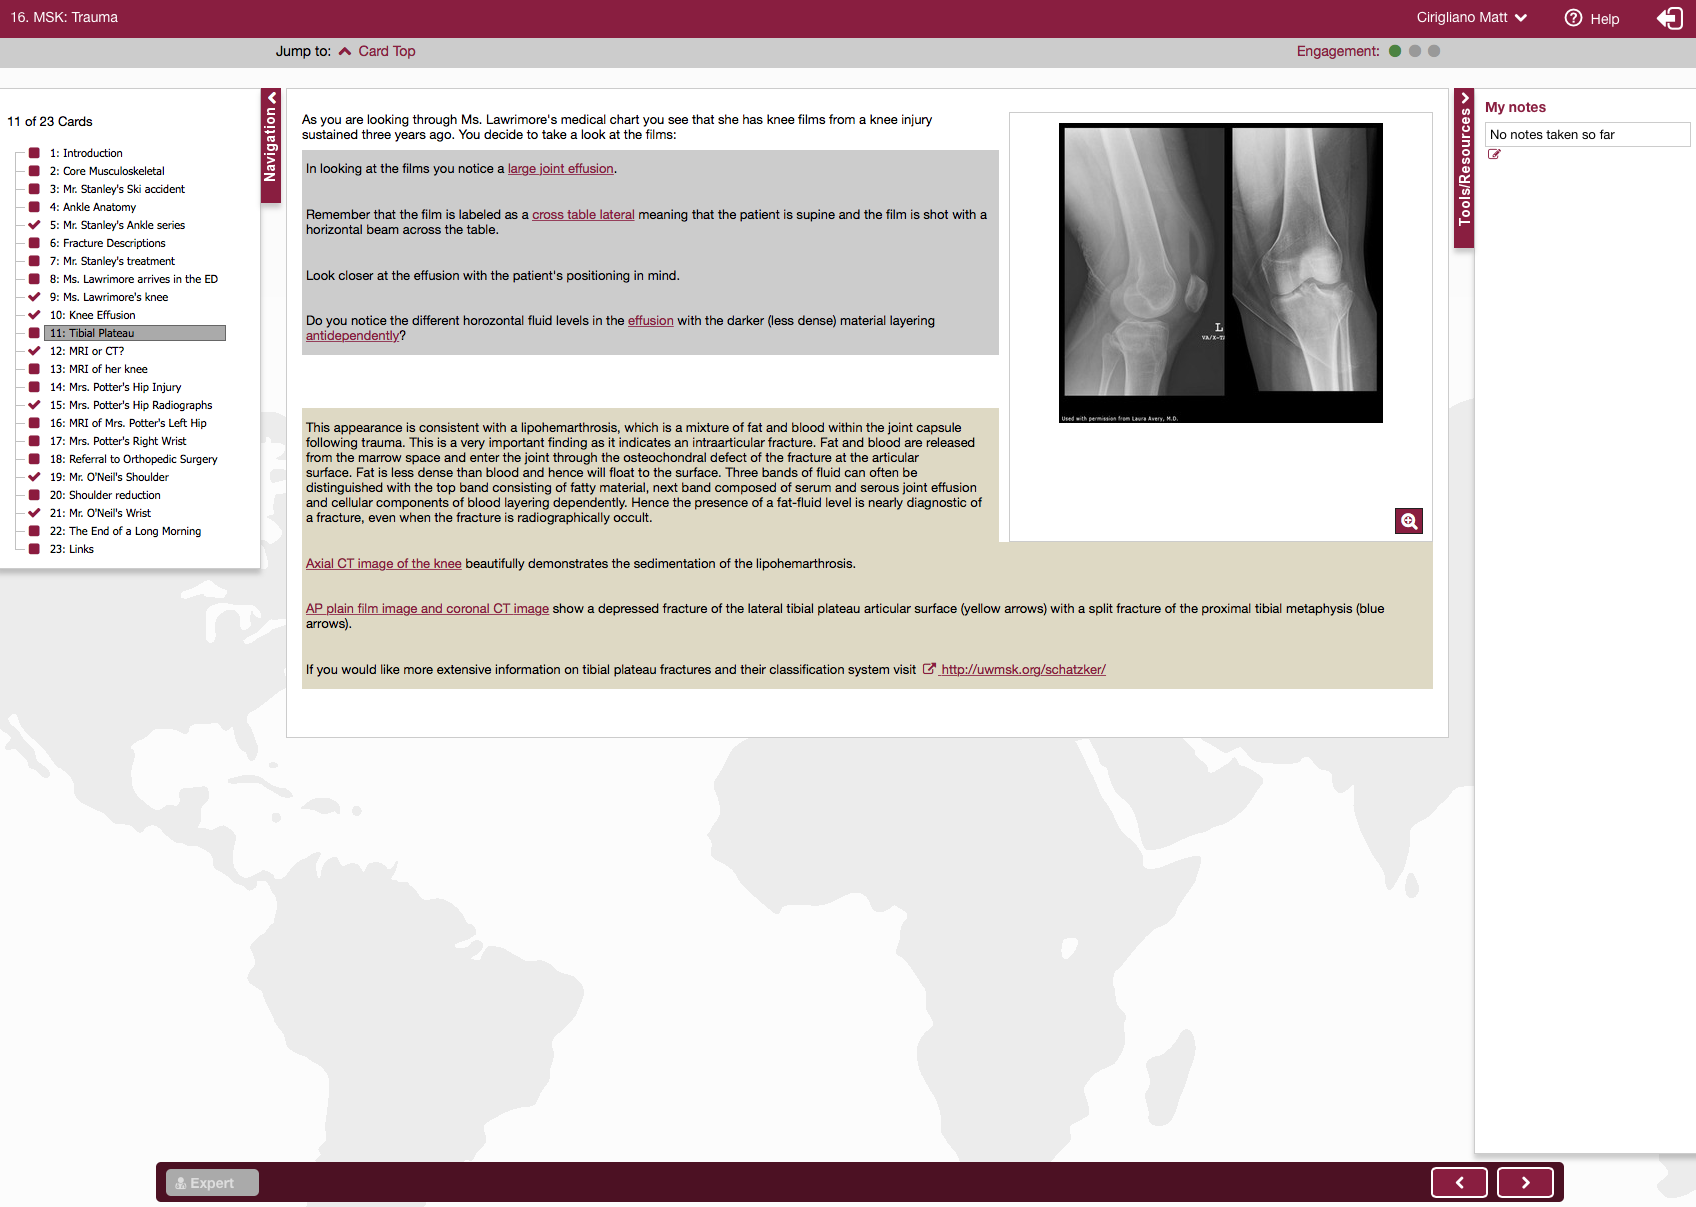 16. MSK: Trauma
Cirigliano Matt
Help
Jump to: Card Top
Engagement:
11 of 23 Cards
1: Introduction
2: Core Musculoskeletal
3: Mr. Stanley's Ski accident
4: Ankle Anatomy
5: Mr. Stanley's Ankle series
6: Fracture Descriptions
7: Mr. Stanley's treatment
8: Ms. Lawrimore arrives in the ED
9: Ms. Lawrimore's knee
10: Knee Effusion
11: Tibial Plateau
12: MRI or CT?
13: MRI of her knee
14: Mrs. Potter's Hip Injury
15: Mrs. Potter's Hip Radiographs
16: MRI of Mrs. Potter's Left Hip
17: Mrs. Potter's Right Wrist
18: Referral to Orthopedic Surgery
19: Mr. O'Neil's Shoulder
20: Shoulder reduction
21: Mr. O'Neil's Wrist
22: The End of a Long Morning
23: Links
Navigation
As you are looking through Ms. Lawrimore's medical chart you see that she has knee films from a knee injury
sustained three years ago. You decide to take a look at the films:
In looking at the films you notice a large joint effusion.
Remember that the film is labeled as a cross table lateral meaning that the patient is supine and the film is shot with a
horizontal beam across the table.
Look closer at the effusion with the patient's positioning in mind.
Do you notice the different horozontal fluid levels in the effusion with the darker (less dense) material layering
antidependently?
This appearance is consistent with a lipohemarthrosis, which is a mixture of fat and blood within the joint capsule
following trauma. This is a very important finding as it indicates an intraarticular fracture. Fat and blood are released
from the marrow space and enter the joint through the osteochondral defect of the fracture at the articular
surface. Fat is less dense than blood and hence will float to the surface. Three bands of fluid can often be
distinguished with the top band consisting of fatty material, next band composed of serum and serous joint effusion
and cellular components of blood layering dependently. Hence the presence of a fat-fluid level is nearly diagnostic of
a fracture, even when the fracture is radiographically occult.
Axial CT image of the knee beautifully demonstrates the sedimentation of the lipohemarthrosis.
AP plain film image and coronal CT image show a depressed fracture of the lateral tibial plateau articular surface (yellow arrows) with a split fracture of the proximal tibial metaphysis (blue
arrows).
If you would like more extensive information on tibial plateau fractures and their classification system visit http://uwmsk.org/schatzker/
L
VA/X-T
Used with permission from Laura Avery, M.D.
Tools/Resources
My notes
No notes taken so far
Expert